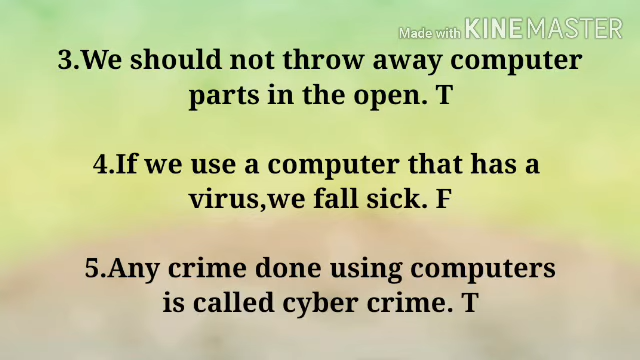 Made with KINEMASTER
3.We should not throw away computer
parts in the open. T
4.If we use a computer that has a
virus,we fall sick. F
5.Any crime done using computers
is called cyber crime. T